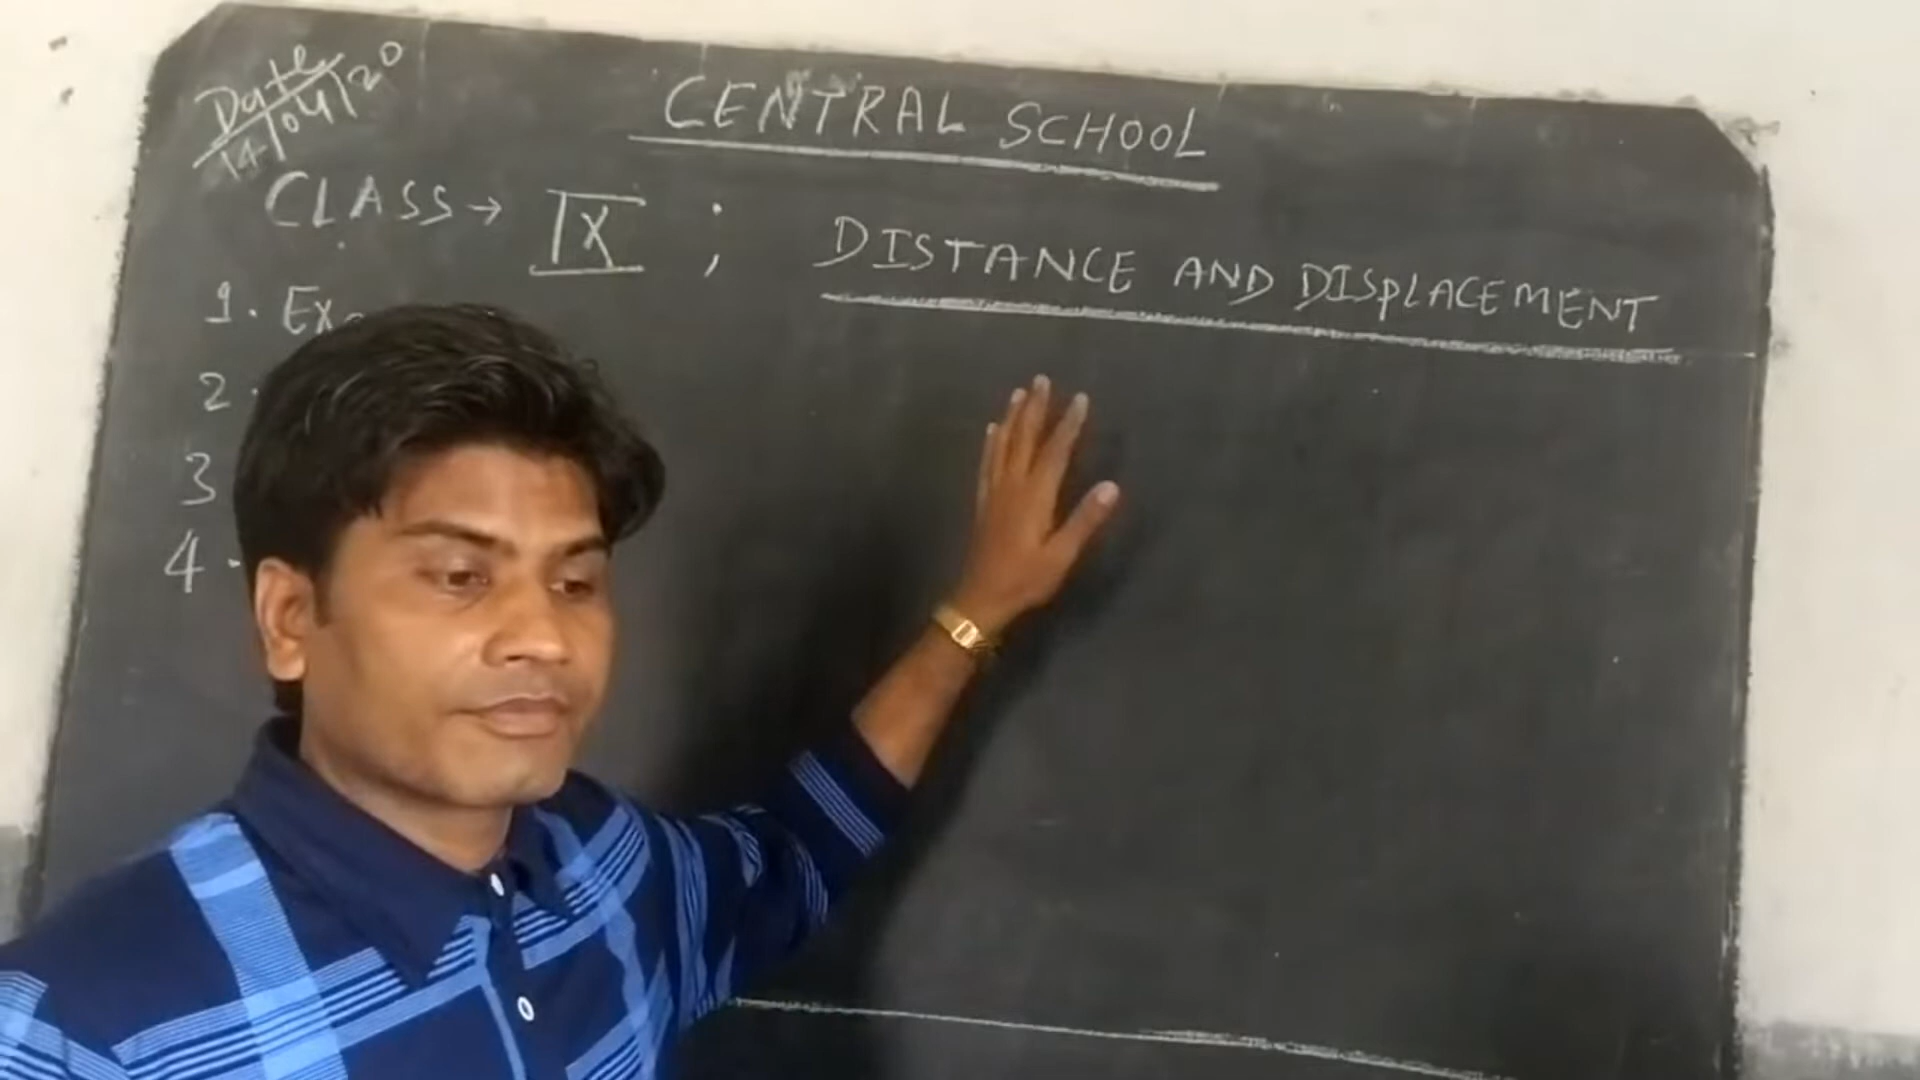 Date
14/04/20
CENTRAL SCHOOL
CLASS → IX ; DISTANCE AND DISPLACEMENT
1. Ex
2.
3
4.